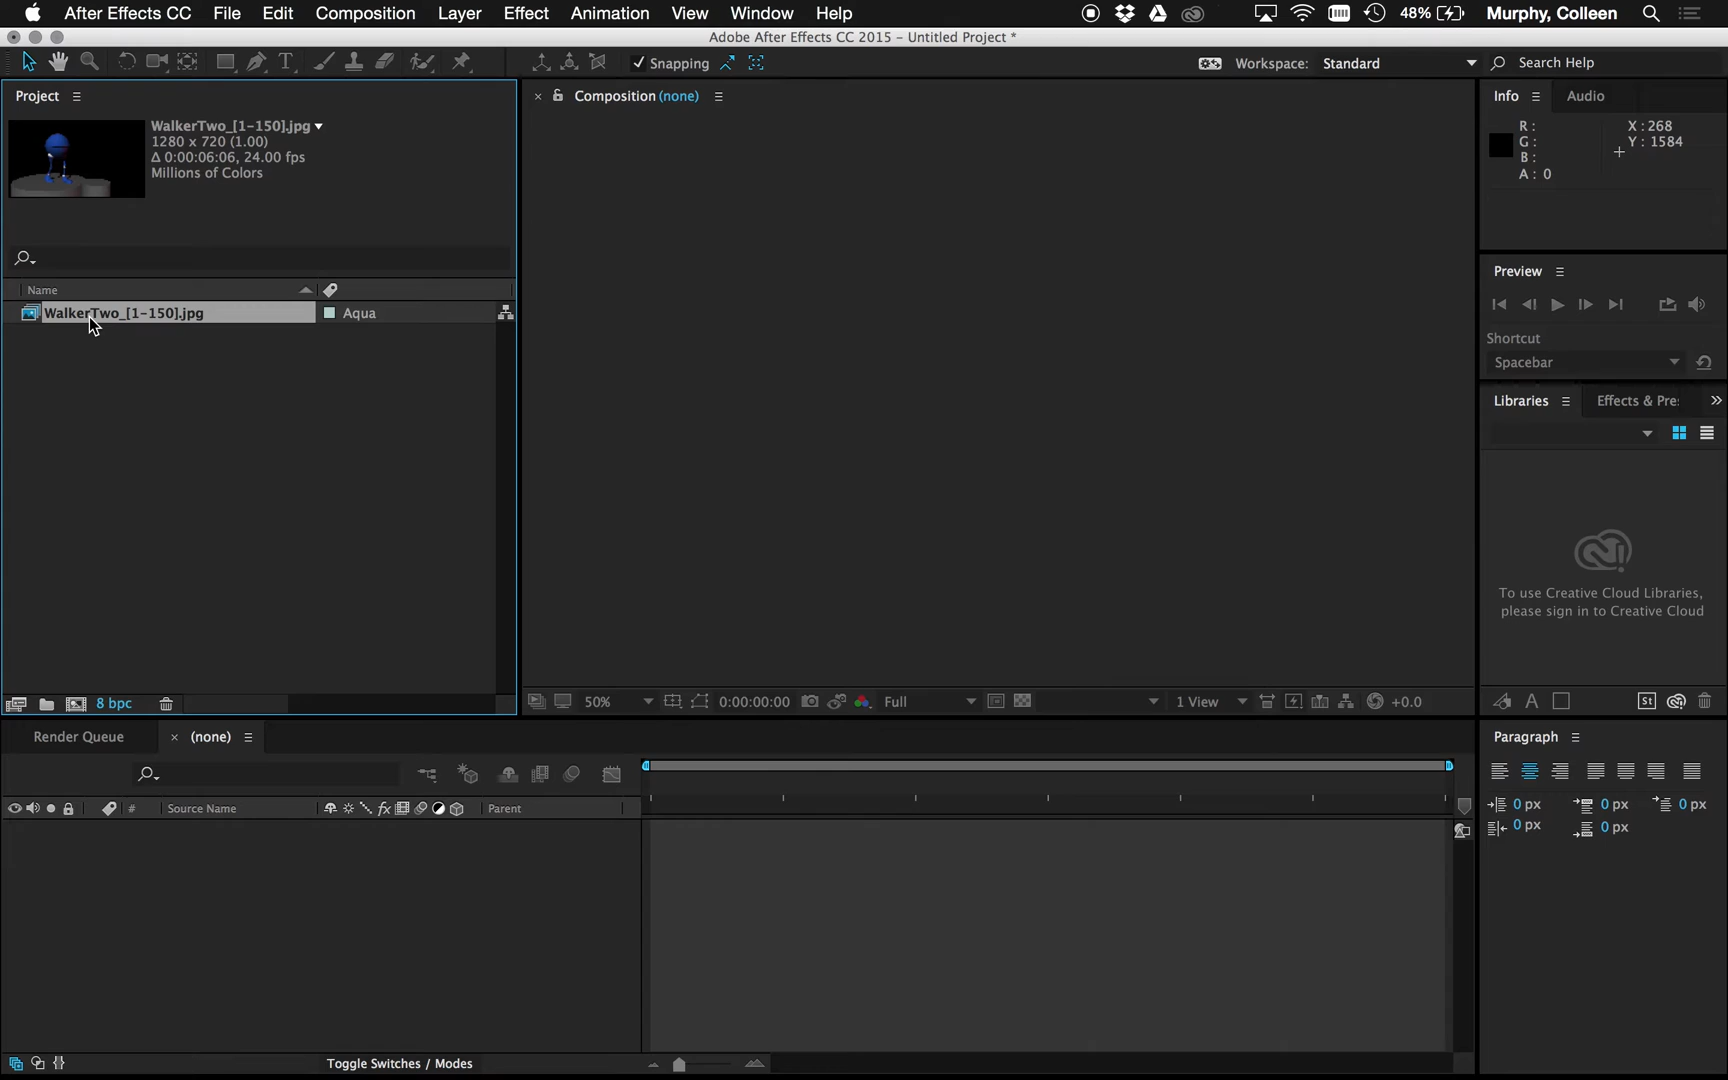 After Effects CC File Edit Composition Layer Effect Animation View Window Help 48% Murphy, Colleen
Adobe After Effects CC 2015 – Untitled Project *
Snapping Workspace: Standard Search Help
Project
WalkerTwo_[1-150].jpg
1280 x 720 (1.00)
Δ 0:00:06:06, 24.00 fps
Millions of Colors
Name
WalkerTwo_[1-150].jpg Aqua
8 bpc
Composition (none)
50% 0:00:00:00 Full 1 View +0.0
Info Audio
R: X: 268
G: Y: 1584
B:
A: 0
Preview
Shortcut
Spacebar
Libraries Effects & Pre:
To use Creative Cloud Libraries,
please sign in to Creative Cloud
St
Render Queue (none)
# Source Name fx Parent
Toggle Switches / Modes
Paragraph
0 px 0 px 0 px
0 px 0 px